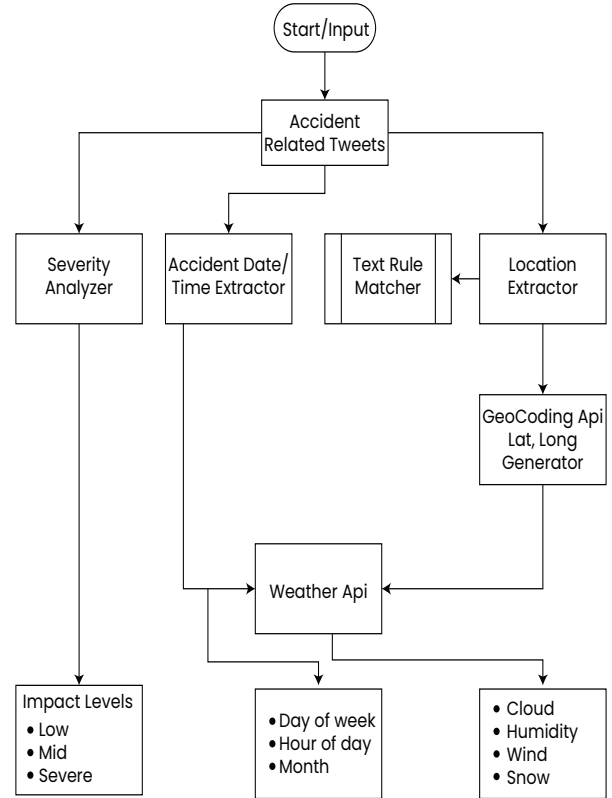 Start/Input
Accident
Related Tweets
Severity
Analyzer
Accident Date/
Time Extractor
Text Rule
Matcher
Location
Extractor
GeoCoding Api
Lat, Long
Generator
Weather Api
Impact Levels
• Low
• Mid
• Severe
• Day of week
• Hour of day
• Month
• Cloud
• Humidity
• Wind
• Snow